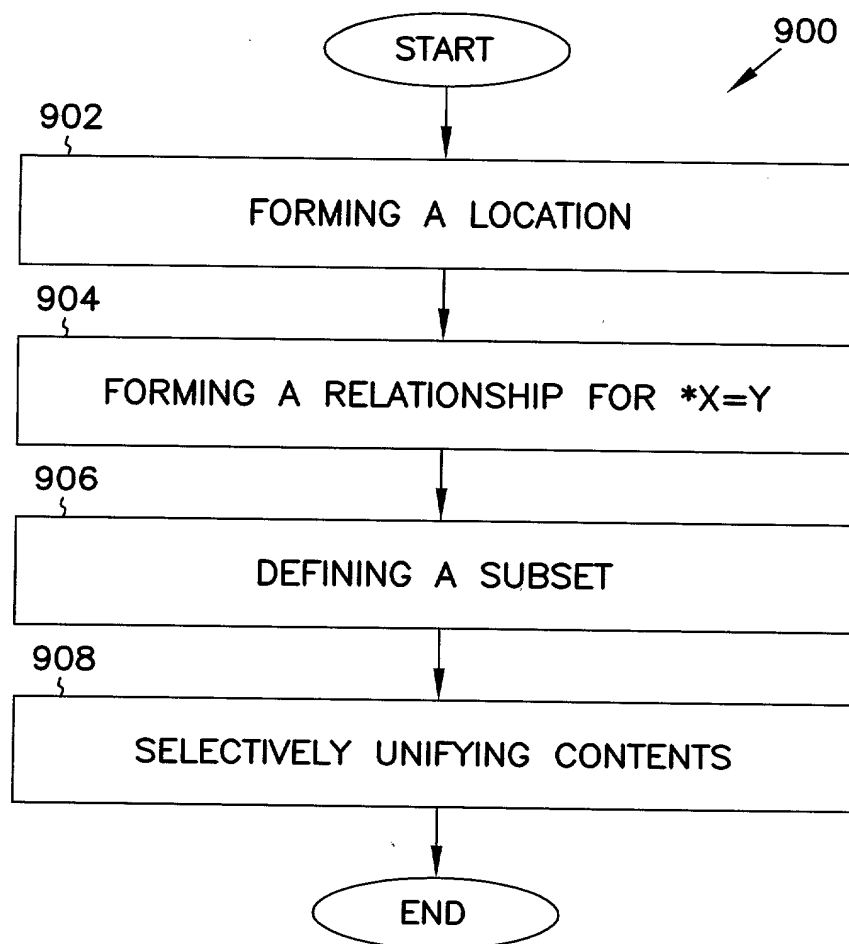 START
900
902
FORMING A LOCATION
904
FORMING A RELATIONSHIP FOR *X=Y
906
DEFINING A SUBSET
908
SELECTIVELY UNIFYING CONTENTS
END